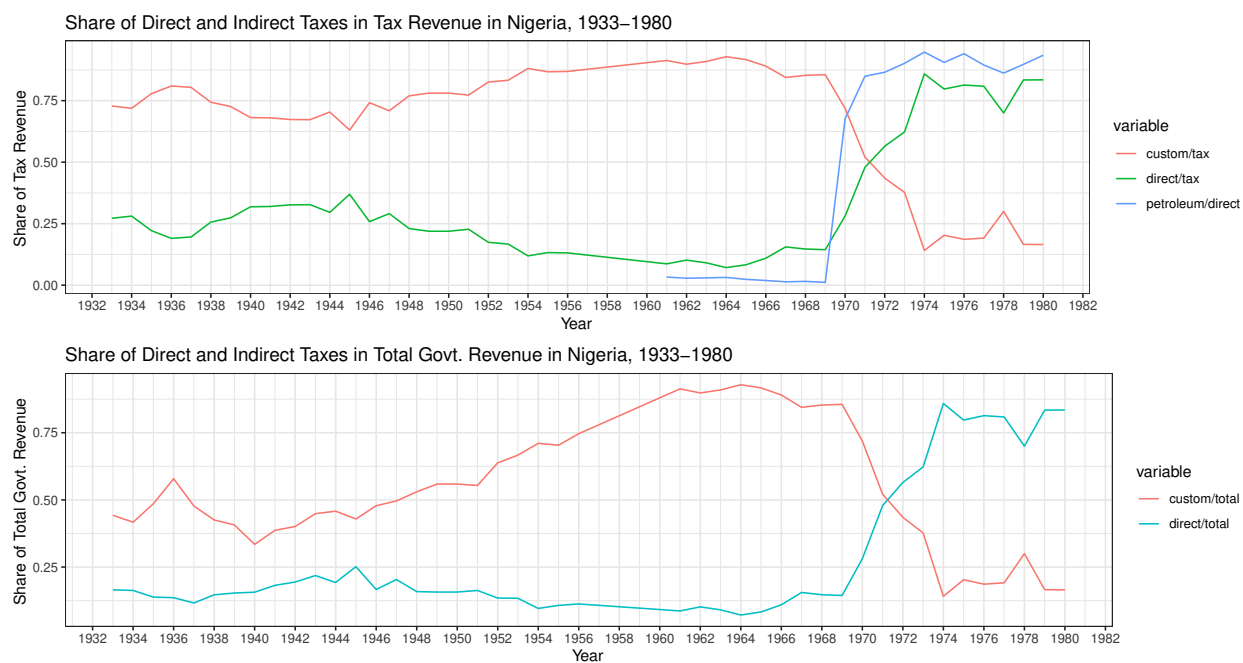 Share of Direct and Indirect Taxes in Tax Revenue in Nigeria, 1933−1980
Share of Tax Revenue
0.75
0.50
0.25
0.00
1932 1934 1936 1938 1940 1942 1944 1946 1948 1950 1952 1954 1956 1958 1960 1962 1964 1966 1968 1970 1972 1974 1976 1978 1980 1982
Year
variable
custom/tax
direct/tax
petroleum/direct
Share of Direct and Indirect Taxes in Total Govt. Revenue in Nigeria, 1933−1980
Share of Total Govt. Revenue
0.75
0.50
0.25
1932 1934 1936 1938 1940 1942 1944 1946 1948 1950 1952 1954 1956 1958 1960 1962 1964 1966 1968 1970 1972 1974 1976 1978 1980 1982
Year
variable
custom/total
direct/total